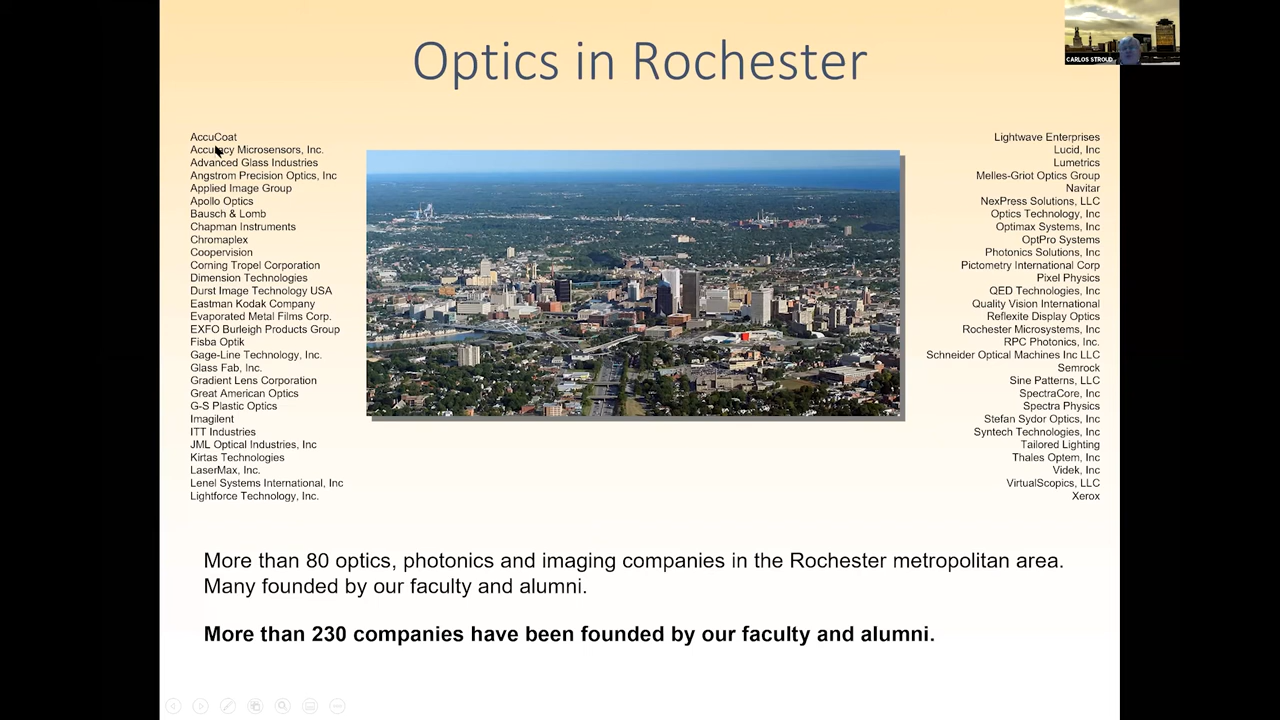 Optics in Rochester
CARLOS STROUD
AccuCoat
Accuracy Microsensors, Inc.
Advanced Glass Industries
Angstrom Precision Optics, Inc
Applied Image Group
Apollo Optics
Bausch & Lomb
Chapman Instruments
Chromaplex
Coopervision
Corning Tropel Corporation
Dimension Technologies
Durst Image Technology USA
Eastman Kodak Company
Evaporated Metal Films Corp.
EXFO Burleigh Products Group
Fisba Optik
Gage-Line Technology, Inc.
Glass Fab, Inc.
Gradient Lens Corporation
Great American Optics
G-S Plastic Optics
Imagilent
ITT Industries
JML Optical Industries, Inc
Kirtas Technologies
LaserMax, Inc.
Lenel Systems International, Inc
Lightforce Technology, Inc.
Lightwave Enterprises
Lucid, Inc
Lumetrics
Melles-Griot Optics Group
Navitar
NexPress Solutions, LLC
Optics Technology, Inc
Optimax Systems, Inc
OptPro Systems
Photonics Solutions, Inc
Pictometry International Corp
Pixel Physics
QED Technologies, Inc
Quality Vision International
Reflexite Display Optics
Rochester Microsystems, Inc
RPC Photonics, Inc.
Schneider Optical Machines Inc LLC
Semrock
Sine Patterns, LLC
SpectraCore, Inc
Spectra Physics
Stefan Sydor Optics, Inc
Syntech Technologies, Inc
Tailored Lighting
Thales Optem, Inc
Videk, Inc
VirtualScopics, LLC
Xerox
More than 80 optics, photonics and imaging companies in the Rochester metropolitan area.
Many founded by our faculty and alumni.
More than 230 companies have been founded by our faculty and alumni.